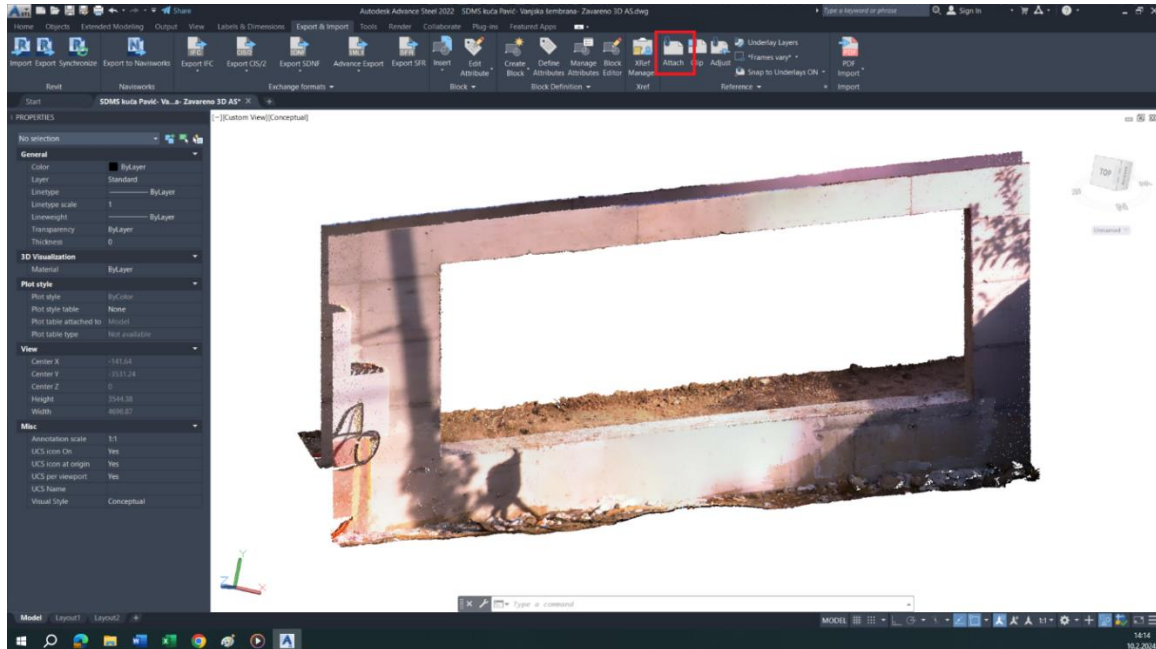 Share
Autodesk Advance Steel 2022 SDMS kuća Pavić- Vanjska šembrana- Zavareno 3D AS.dwg
Type a keyword or phrase
Sign In
Home Objects Extended Modeling Output View Labels & Dimensions Export & Import Tools Render Collaborate Plug-ins Featured Apps
Import Export Synchronize Export to Navisworks Export IFC Export CIS/2 Export SDNF Advance Export Export SFR Insert Edit Attribute Create Block Define Attributes Manage Attributes Block Editor XRef Manager Attach Clip Adjust
Underlay Layers
*Frames vary*
Snap to Underlays ON
PDF Import
Revit Navisworks Exchange formats Block Block Definition Xref Reference Import
Start SDMS kuća Pavić- Va...a- Zavareno 3D AS*
PROPERTIES
[-][Custom View][Conceptual]
No selection
General
Color ByLayer
Layer Standard
Linetype ByLayer
Linetype scale 1
Lineweight ByLayer
Transparency ByLayer
Thickness 0
3D Visualization
Material ByLayer
Plot style
Plot style ByColor
Plot style table None
Plot table attached to Model
Plot table type Not available
View
Center X -141.64
Center Y -3531.24
Center Z 0
Height 3544.38
Width 4690.87
Misc
Annotation scale 1:1
UCS icon On Yes
UCS icon at origin Yes
UCS per viewport Yes
UCS Name
Visual Style Conceptual
TOP
Unnamed
Y
Z
X
Type a command
Model Layout1 Layout2
MODEL
1:1
14:14
10.2.2024